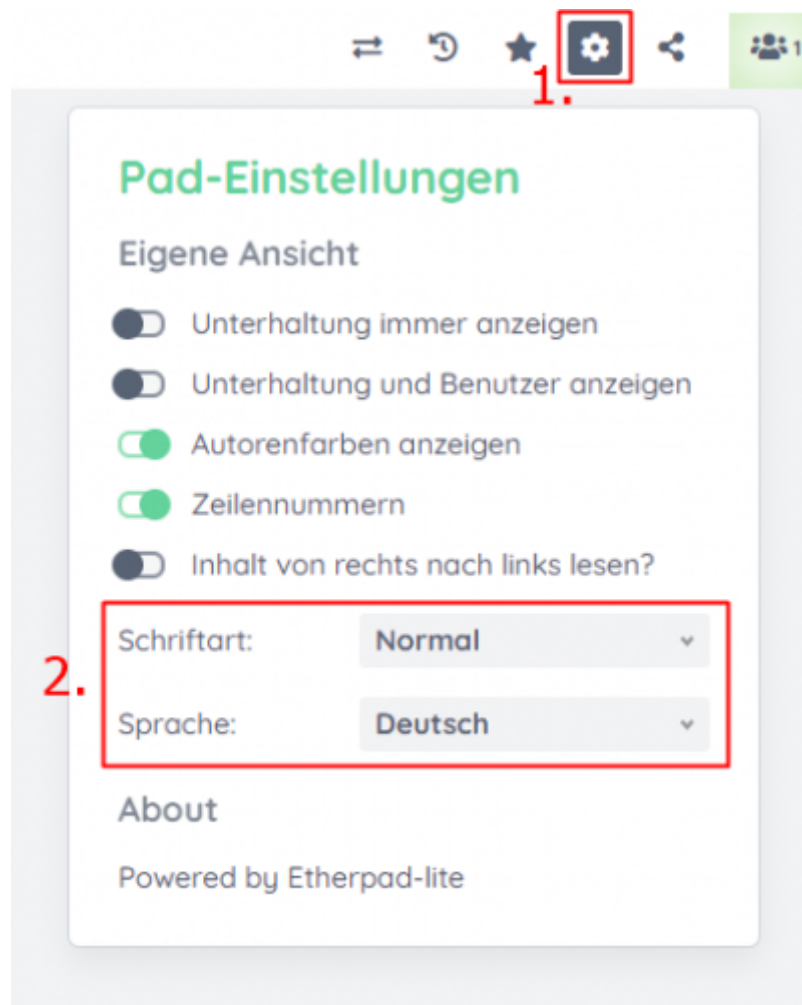 1
1.
Pad-Einstellungen
Eigene Ansicht
Unterhaltung immer anzeigen
Unterhaltung und Benutzer anzeigen
Autorenfarben anzeigen
Zeilennummern
Inhalt von rechts nach links lesen?
2.
Schriftart: Normal
Sprache: Deutsch
About
Powered by Etherpad-lite